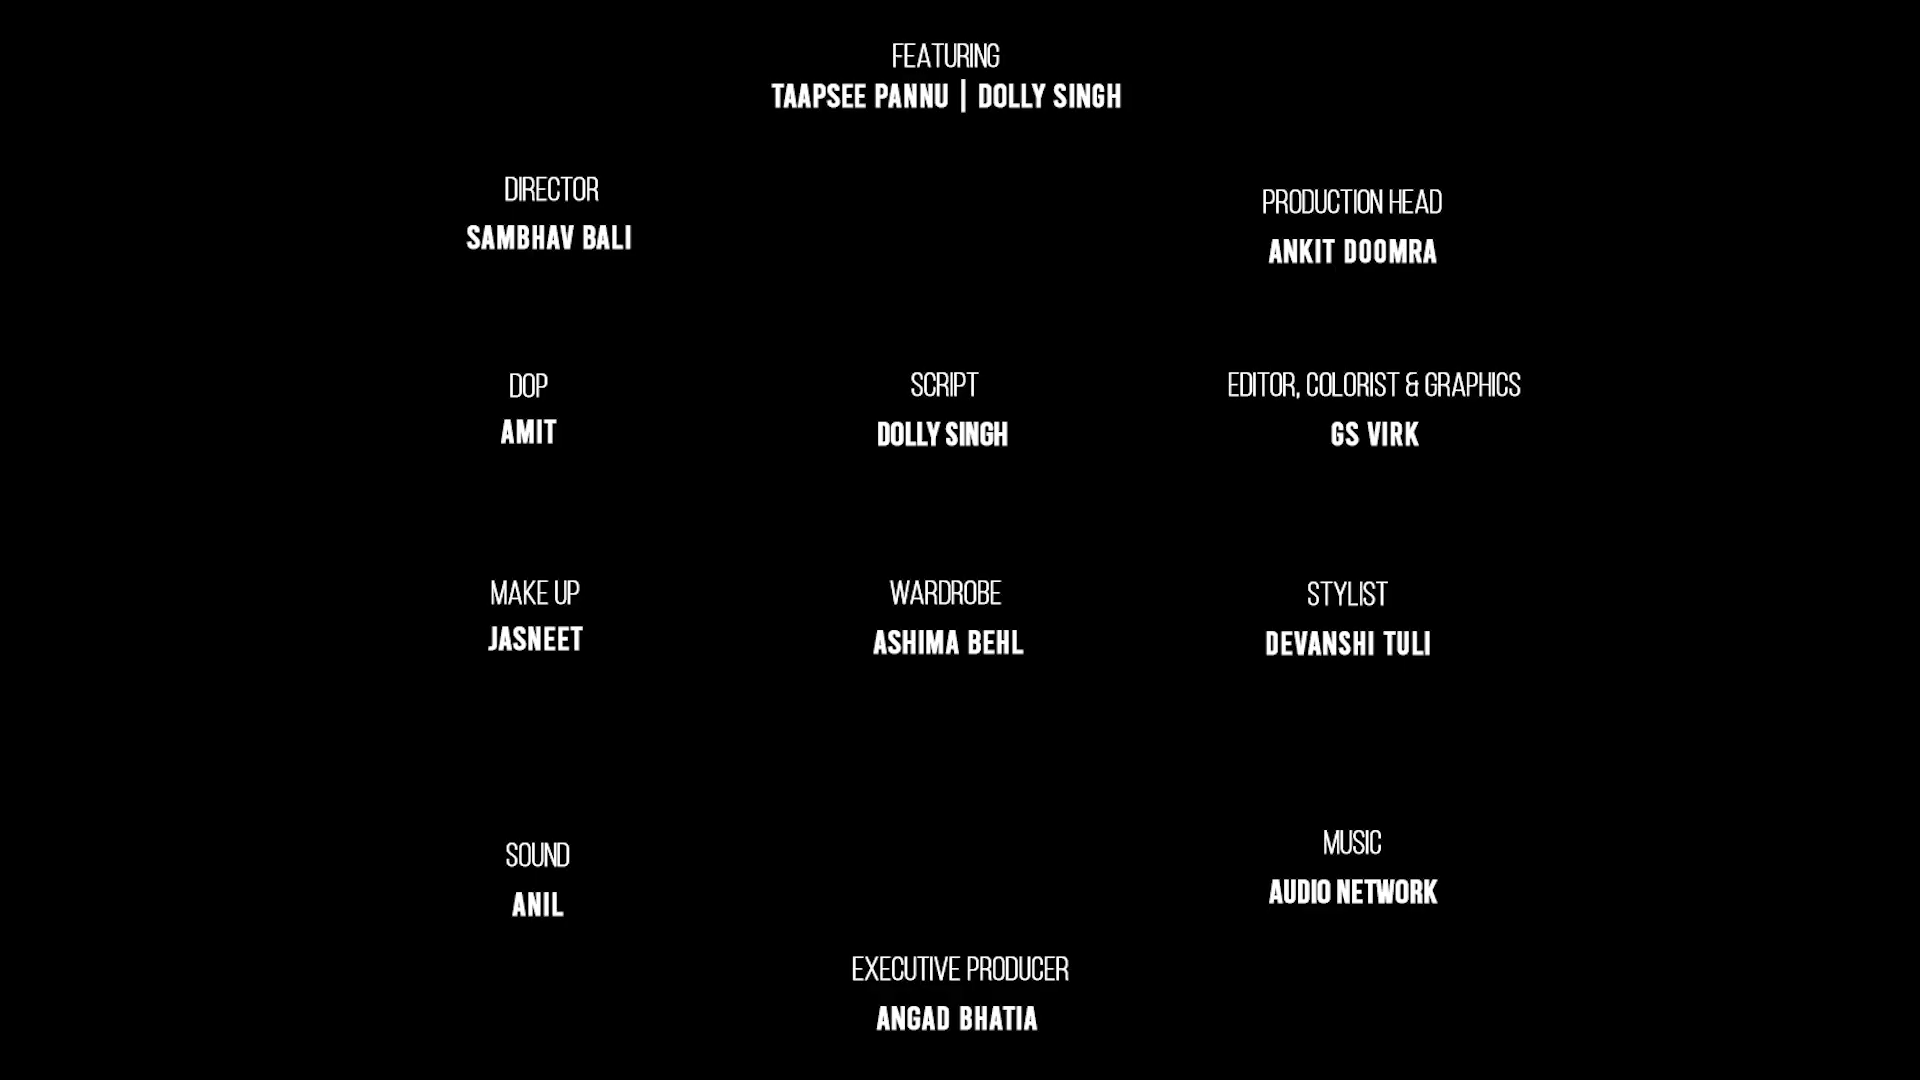 FEATURING
TAAPSEE PANNU | DOLLY SINGH
DIRECTOR
SAMBHAV BALI
PRODUCTION HEAD
ANKIT DOOMRA
DOP
AMIT
SCRIPT
DOLLY SINGH
EDITOR, COLORIST & GRAPHICS
GS VIRK
MAKE UP
JASNEET
WARDROBE
ASHIMA BEHL
STYLIST
DEVANSHI TULI
SOUND
ANIL
MUSIC
AUDIO NETWORK
EXECUTIVE PRODUCER
ANGAD BHATIA